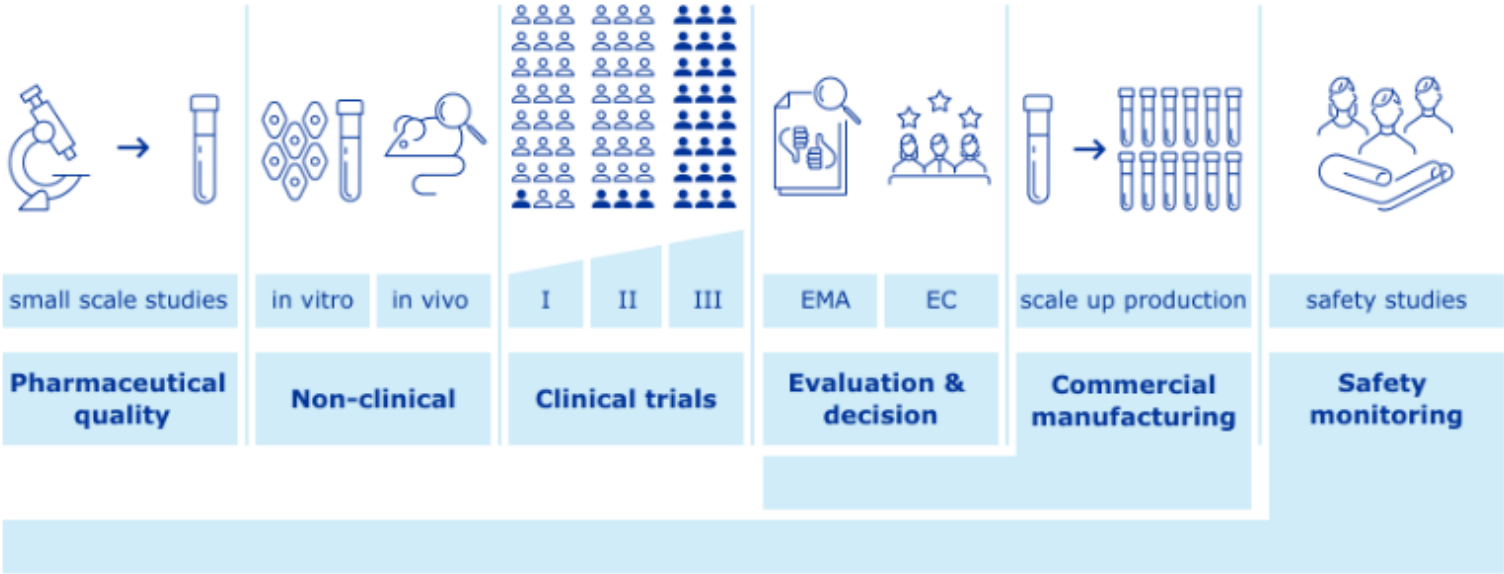 small scale studies
in vitro
in vivo
I
II
III
EMA
EC
scale up production
safety studies
Pharmaceutical
quality
Non-clinical
Clinical trials
Evaluation &
decision
Commercial
manufacturing
Safety
monitoring